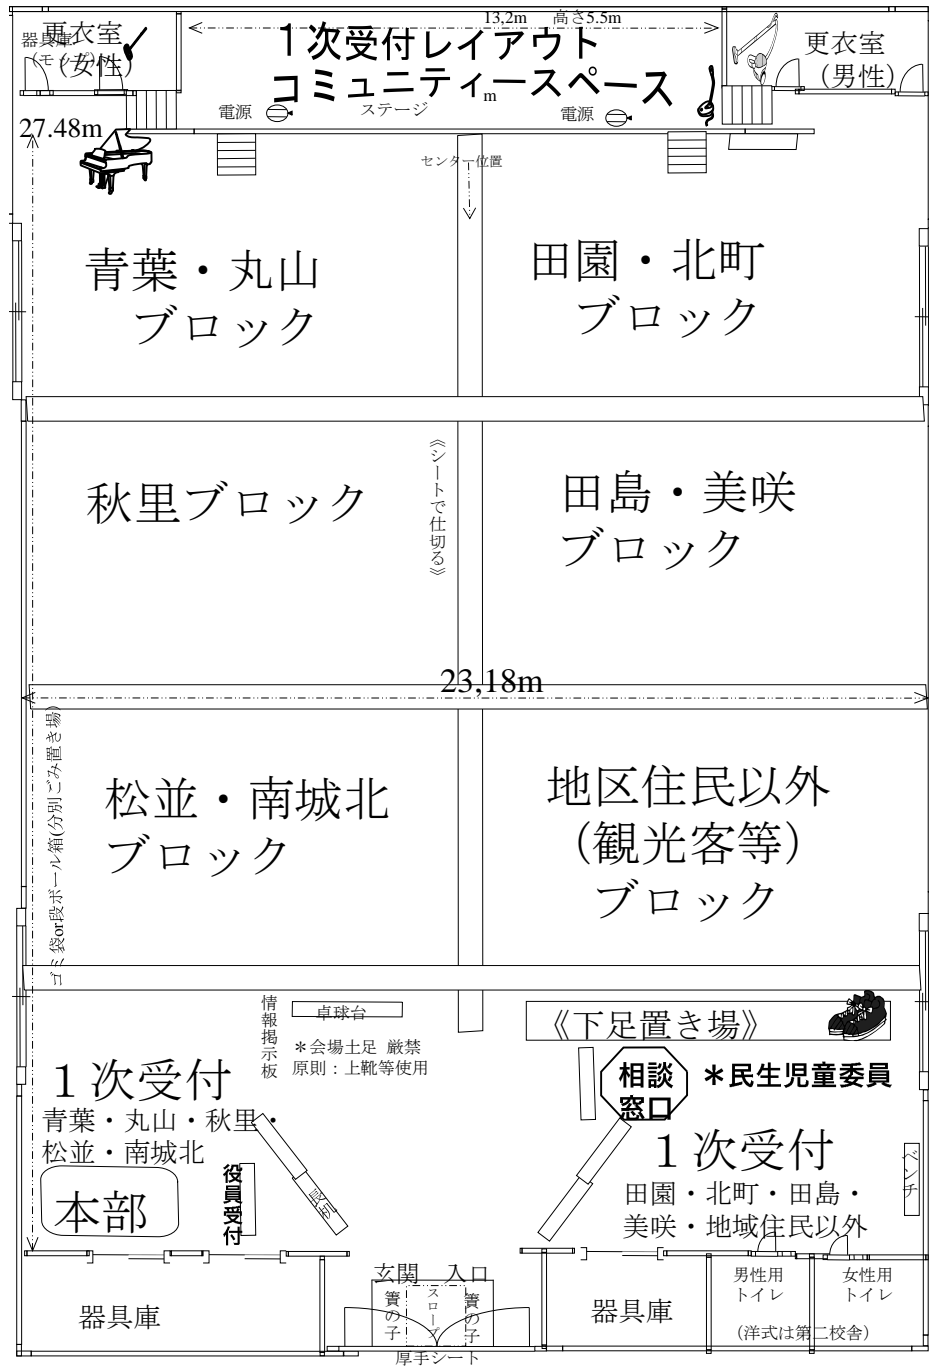 更衣室
（女性）
器具庫
（モップ）
13,2m　高さ5.5m
１次受付レイアウト
コミュニティースペース
m
更衣室
（男性）
電源
ステージ
電源
27.48m
センター位置
青葉・丸山
ブロック
田園・北町
ブロック
《シートで仕切る》
秋里ブロック
田島・美咲
ブロック
23,18m
ゴミ袋or段ボール箱(分別ごみ置き場)
松並・南城北
ブロック
地区住民以外
（観光客等）
ブロック
情報掲示板
卓球台
＊会場土足 厳禁
原則：上靴等使用
《下足置き場》
相談
窓口
＊民生児童委員
１次受付
青葉・丸山・秋里・
松並・南城北
本部
役員受付
１次受付
田園・北町・田島・
美咲・地域住民以外
ベンチ
器具庫
玄関　入口
簀の子
スロープ
簀の子
厚手シート
器具庫
男性用
トイレ
女性用
トイレ
（洋式は第二校舎）